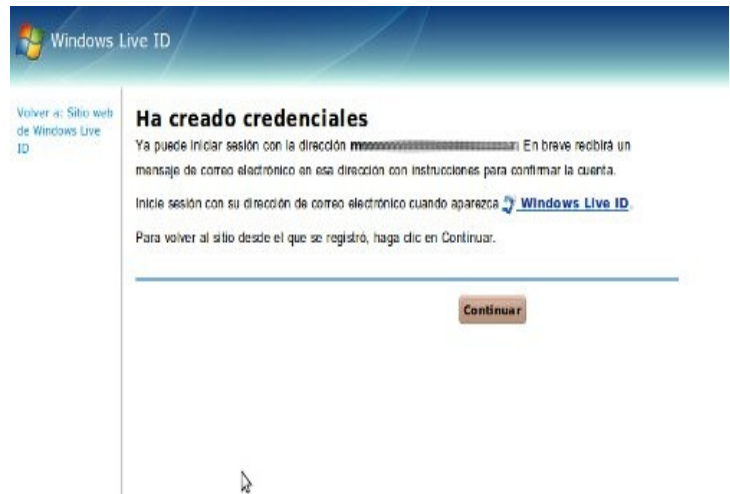 Windows Live ID
Volver a: Sitio web
de Windows Live
ID
Ha creado credenciales
Ya puede iniciar sesión con la dirección En breve recibirá un
mensaje de correo electrónico en esa dirección con instrucciones para confirmar la cuenta.
Inicie sesión con su dirección de correo electrónico cuando aparezca Windows Live ID.
Para volver al sitio desde el que se registró, haga clic en Continuar.
Continuar